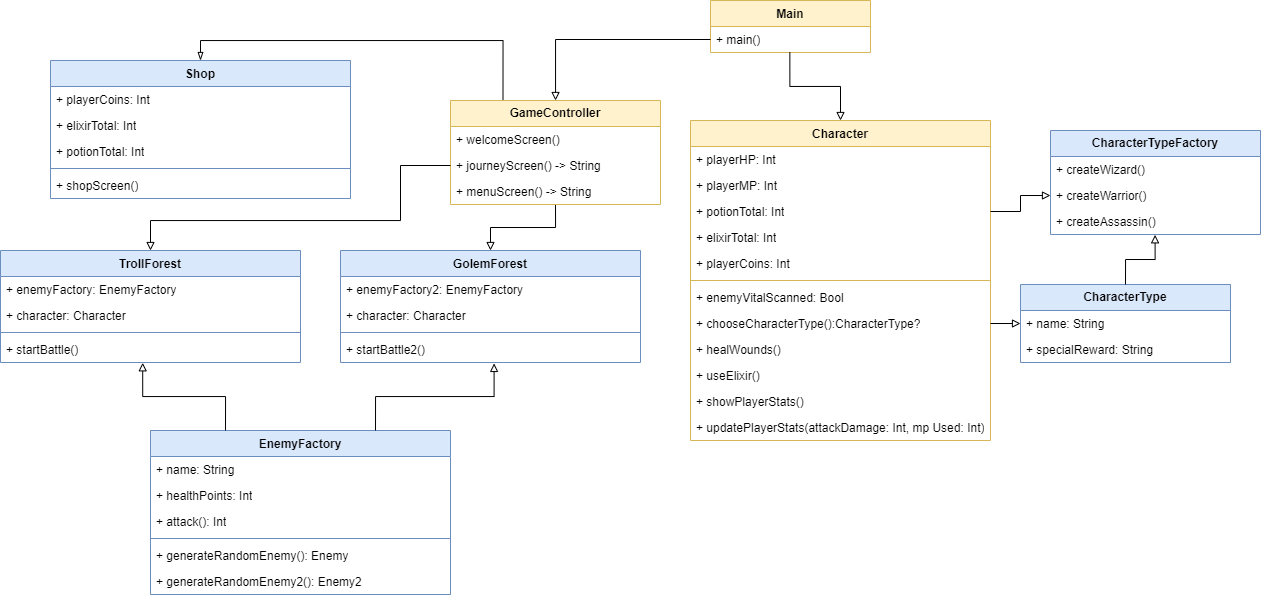 Main
+ main()
Shop
+ playerCoins: Int
+ elixirTotal: Int
+ potionTotal: Int
+ shopScreen()
GameController
+ welcomeScreen()
+ journeyScreen() -> String
+ menuScreen() -> String
Character
+ playerHP: Int
+ playerMP: Int
+ potionTotal: Int
+ elixirTotal: Int
+ playerCoins: Int
+ enemyVitalScanned: Bool
+ chooseCharacterType():CharacterType?
+ healWounds()
+ useElixir()
+ showPlayerStats()
+ updatePlayerStats(attackDamage: Int, mp Used: Int)
CharacterTypeFactory
+ createWizard()
+ createWarrior()
+ createAssassin()
CharacterType
+ name: String
+ specialReward: String
TrollForest
+ enemyFactory: EnemyFactory
+ character: Character
+ startBattle()
GolemForest
+ enemyFactory2: EnemyFactory
+ character: Character
+ startBattle2()
EnemyFactory
+ name: String
+ healthPoints: Int
+ attack(): Int
+ generateRandomEnemy(): Enemy
+ generateRandomEnemy2(): Enemy2